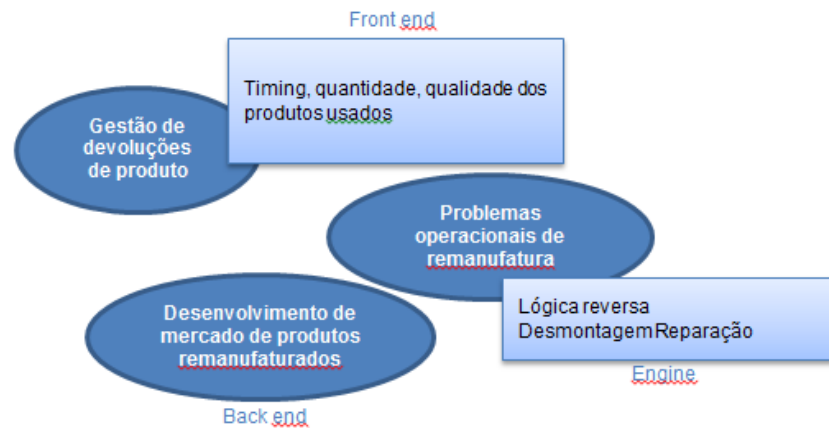 Front end
Timing, quantidade, qualidade dos
produtos usados
Gestão de
devoluções
de produto
Problemas
operacionais de
remanufatura
Lógica reversa
Desmontagem Reparação
Engine
Desenvolvimento de
mercado de produtos
remanufaturados
Back end